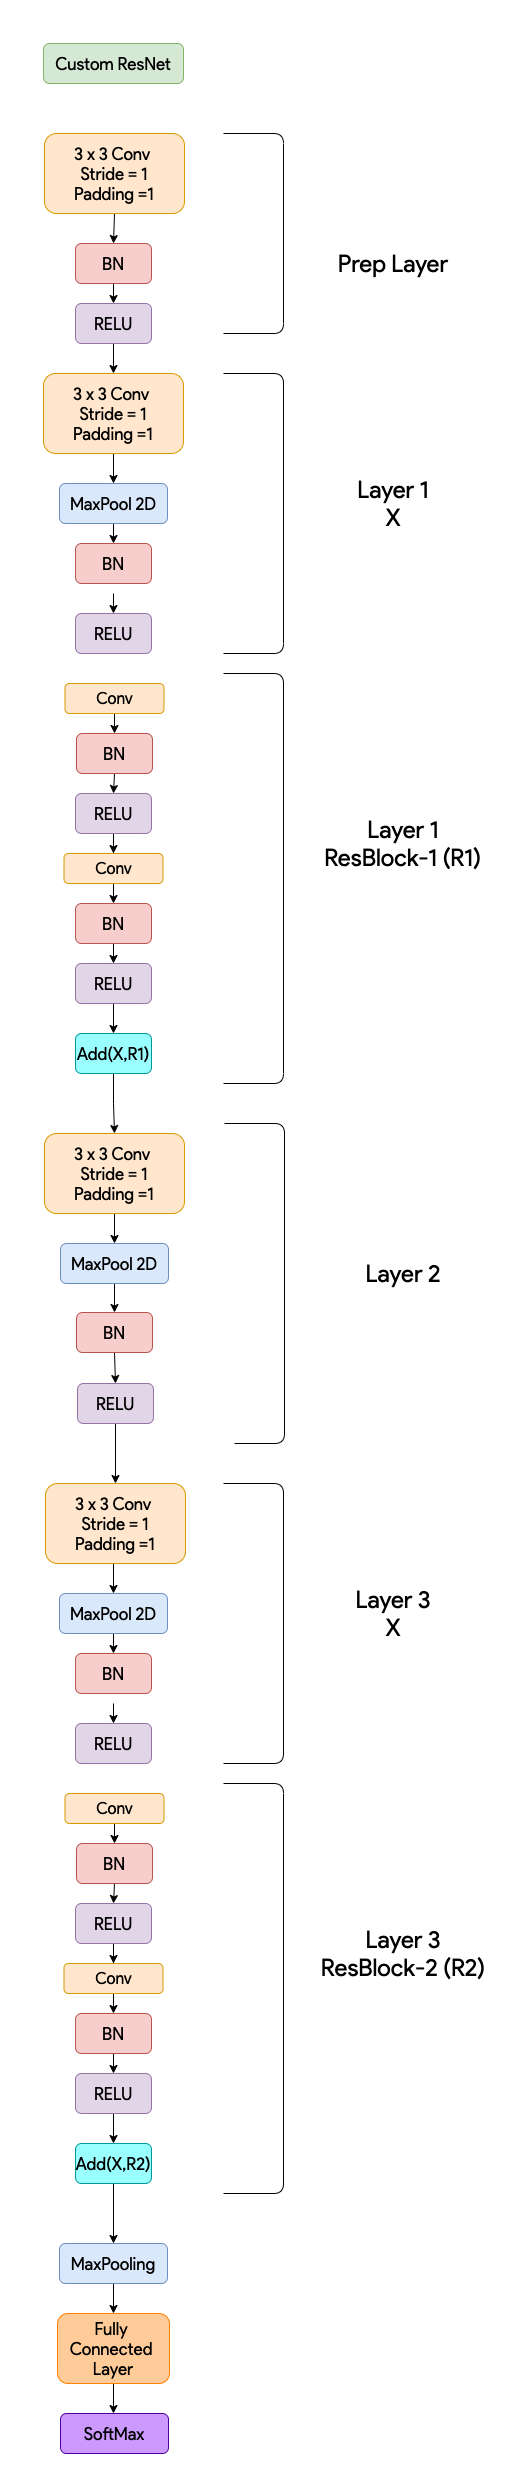 Custom ResNet
3 x 3 Conv
Stride = 1
Padding =1
BN
Prep Layer
RELU
3 x 3 Conv
Stride = 1
Padding =1
MaxPool 2D
Layer 1
X
BN
RELU
Conv
BN
RELU
Layer 1
ResBlock-1 (R1)
Conv
BN
RELU
Add(X,R1)
3 x 3 Conv
Stride = 1
Padding =1
MaxPool 2D
Layer 2
BN
RELU
3 x 3 Conv
Stride = 1
Padding =1
MaxPool 2D
Layer 3
X
BN
RELU
Conv
BN
RELU
Layer 3
ResBlock-2 (R2)
Conv
BN
RELU
Add(X,R2)
MaxPooling
Fully
Connected
Layer
SoftMax